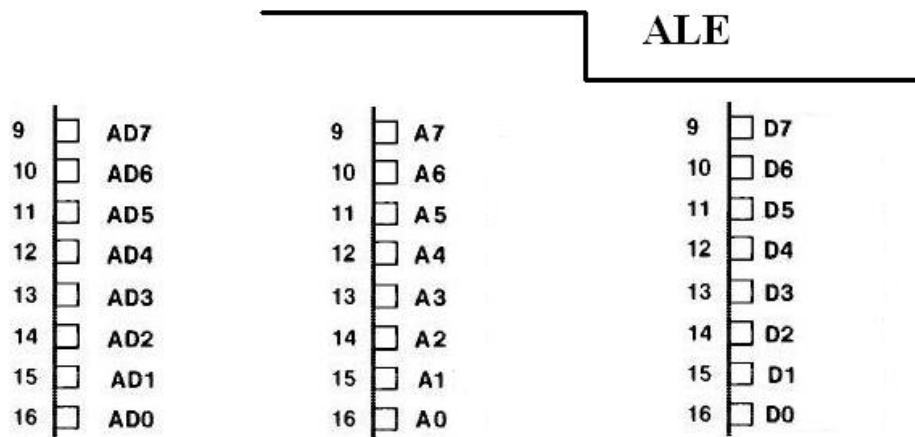 ALE
9 AD7 9 A7 9 D7
10 AD6 10 A6 10 D6
11 AD5 11 A5 11 D5
12 AD4 12 A4 12 D4
13 AD3 13 A3 13 D3
14 AD2 14 A2 14 D2
15 AD1 15 A1 15 D1
16 AD0 16 A0 16 D0